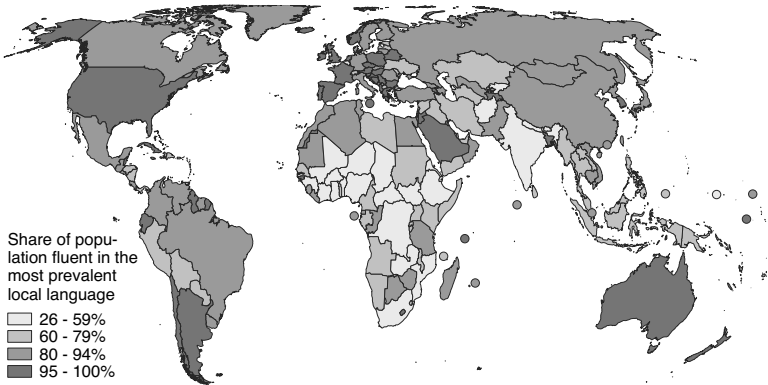 Share of popu-
lation fluent in the
most prevalent
local language
26 - 59%
60 - 79%
80 - 94%
95 - 100%